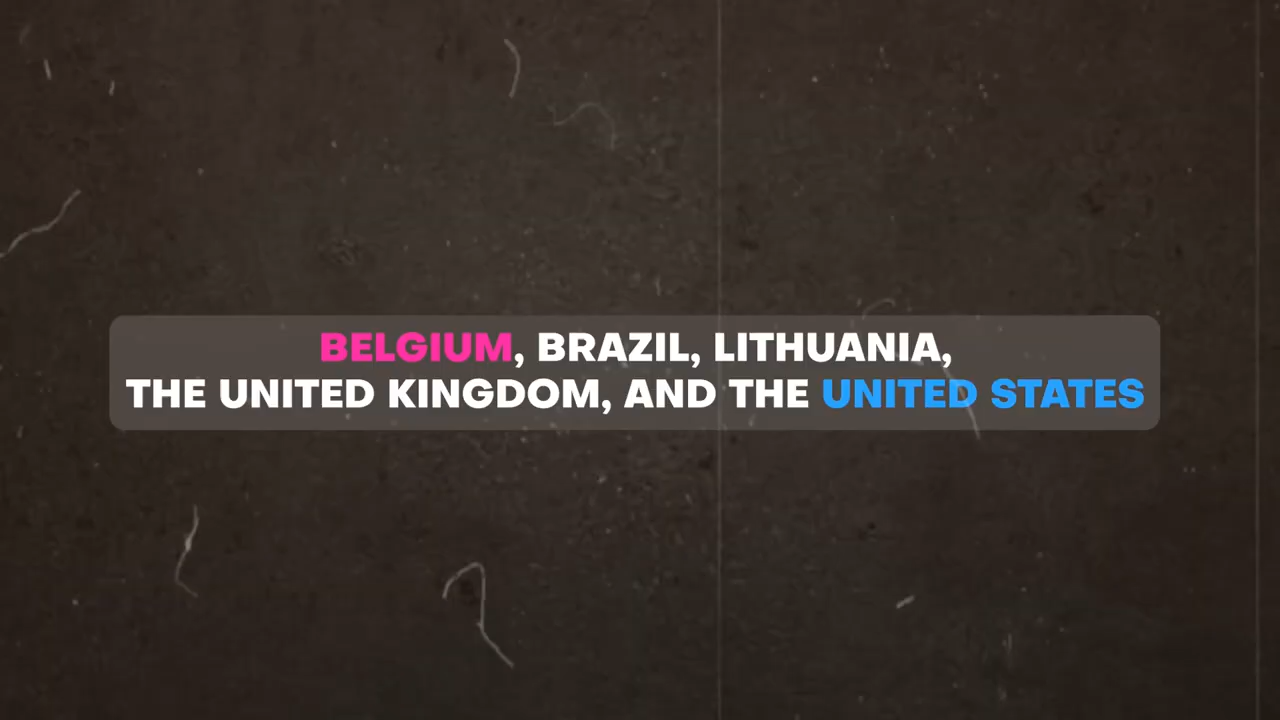 BELGIUM, BRAZIL, LITHUANIA,
THE UNITED KINGDOM, AND THE UNITED STATES